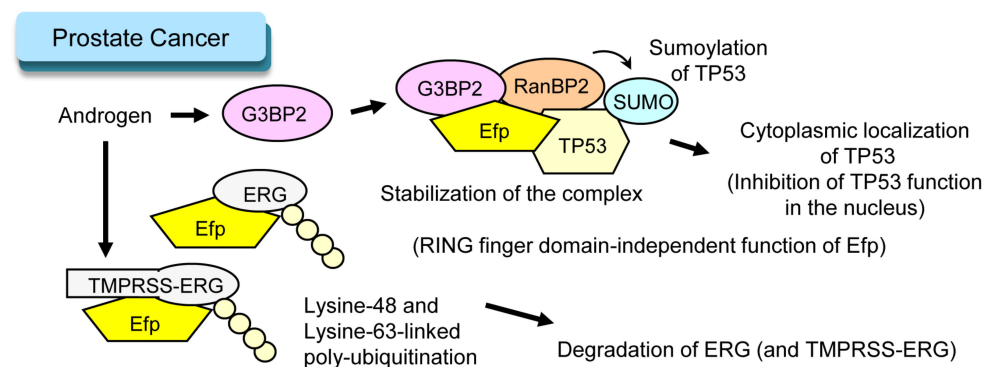 Prostate Cancer
Androgen
G3BP2
G3BP2
RanBP2
SUMO
Efp
TP53
Sumoylation
of TP53
Stabilization of the complex
Cytoplasmic localization
of TP53
(Inhibition of TP53 function
in the nucleus)
(RING finger domain-independent function of Efp)
ERG
Efp
TMPRSS-ERG
Efp
Lysine-48 and
Lysine-63-linked
poly-ubiquitination
Degradation of ERG (and TMPRSS-ERG)